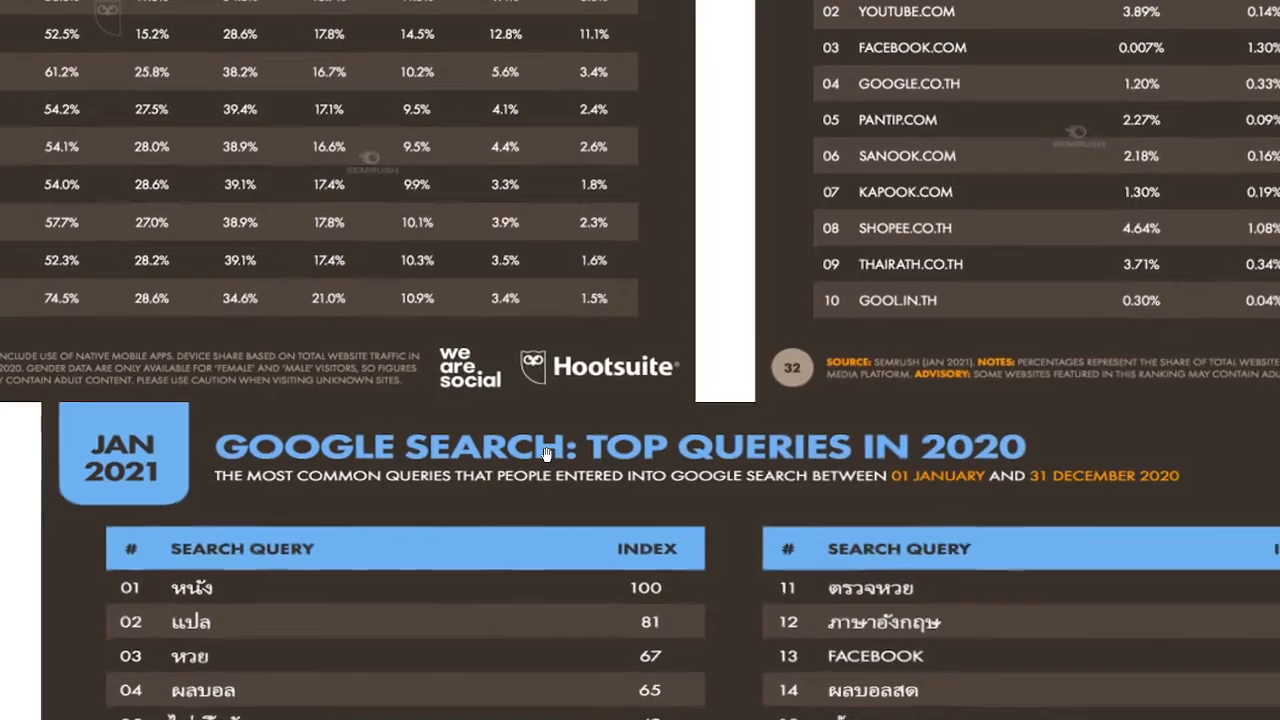 52.5% 15.2% 28.6% 17.8% 14.5% 12.8% 11.1%
61.2% 25.8% 38.2% 16.7% 10.2% 5.6% 3.4%
54.2% 27.5% 39.4% 17.1% 9.5% 4.1% 2.4%
54.1% 28.0% 38.9% 16.6% 9.5% 4.4% 2.6%
SEMRUSH
54.0% 28.6% 39.1% 17.4% 9.9% 3.3% 1.8%
57.7% 27.0% 38.9% 17.8% 10.1% 3.9% 2.3%
52.3% 28.2% 39.1% 17.4% 10.3% 3.5% 1.6%
74.5% 28.6% 34.6% 21.0% 10.9% 3.4% 1.5%
NCLUDE USE OF NATIVE MOBILE APPS. DEVICE SHARE BASED ON TOTAL WEBSITE TRAFFIC IN
2020. GENDER DATA ARE ONLY AVAILABLE FOR 'FEMALE' AND 'MALE' VISITORS, SO FIGURES
Y CONTAIN ADULT CONTENT. PLEASE USE CAUTION WHEN VISITING UNKNOWN SITES.
we
are.
social
Hootsuite®
02 YOUTUBE.COM 3.89% 0.14%
03 FACEBOOK.COM 0.007% 1.30%
04 GOOGLE.CO.TH 1.20% 0.33%
05 PANTIP.COM 2.27% 0.09%
SEMRUSH
06 SANOOK.COM 2.18% 0.16%
07 KAPOOK.COM 1.30% 0.19%
08 SHOPEE.CO.TH 4.64% 1.08%
09 THAIRATH.CO.TH 3.71% 0.34%
10 GOOL.IN.TH 0.30% 0.04%
32
SOURCE: SEMRUSH (JAN 2021). NOTES: PERCENTAGES REPRESENT THE SHARE OF TOTAL WEBSITE
MEDIA PLATFORM. ADVISORY: SOME WEBSITES FEATURED IN THIS RANKING MAY CONTAIN ADU
JAN
2021
GOOGLE SEARCH: TOP QUERIES IN 2020
THE MOST COMMON QUERIES THAT PEOPLE ENTERED INTO GOOGLE SEARCH BETWEEN 01 JANUARY AND 31 DECEMBER 2020
# SEARCH QUERY INDEX
01 หนัง 100
02 แปล 81
03 หวย 67
04 ผลบอล 65
# SEARCH QUERY
11 ตรวจหวย
12 ภาษาอังกฤษ
13 FACEBOOK
14 ผลบอลสด